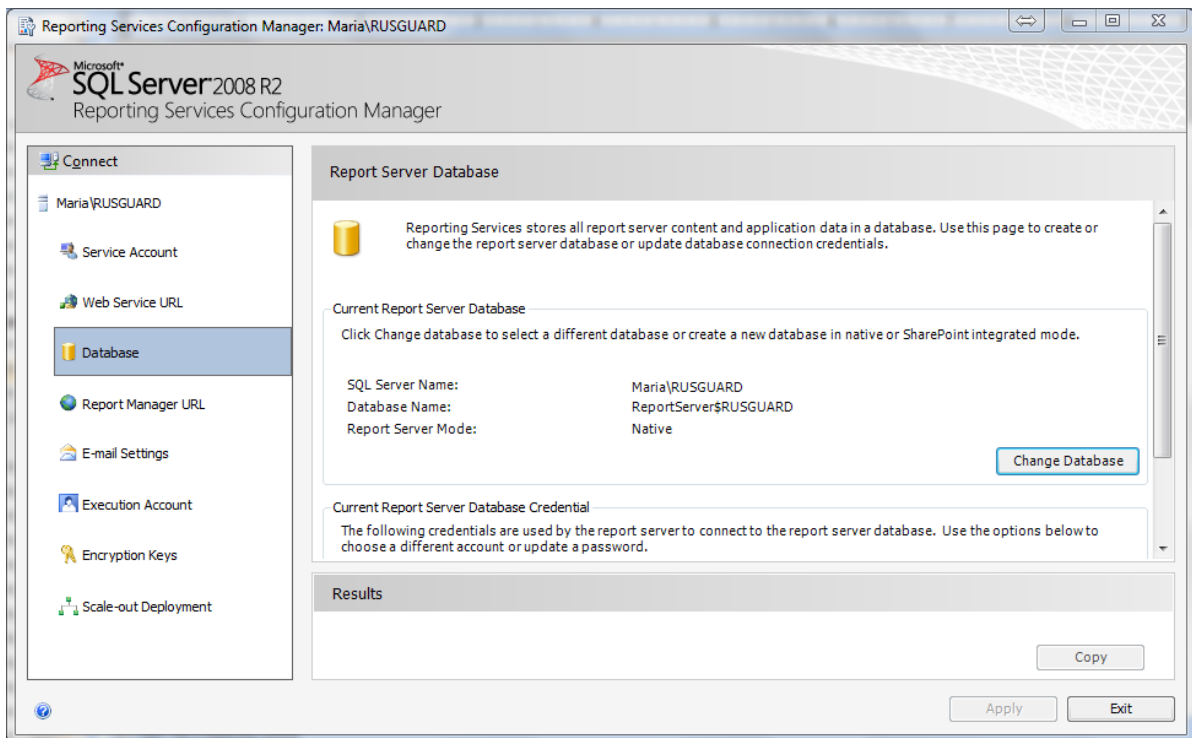 Reporting Services Configuration Manager: Maria\RUSGUARD
Microsoft®
SQL Server® 2008 R2
Reporting Services Configuration Manager
Connect
Maria\RUSGUARD
Service Account
Web Service URL
Database
Report Manager URL
E-mail Settings
Execution Account
Encryption Keys
Scale-out Deployment
Report Server Database
Reporting Services stores all report server content and application data in a database. Use this page to create or
change the report server database or update database connection credentials.
Current Report Server Database
Click Change database to select a different database or create a new database in native or SharePoint integrated mode.
SQL Server Name: Maria\RUSGUARD
Database Name: ReportServer$RUSGUARD
Report Server Mode: Native
Change Database
Current Report Server Database Credential
The following credentials are used by the report server to connect to the report server database. Use the options below to
choose a different account or update a password.
Results
Copy
Apply Exit